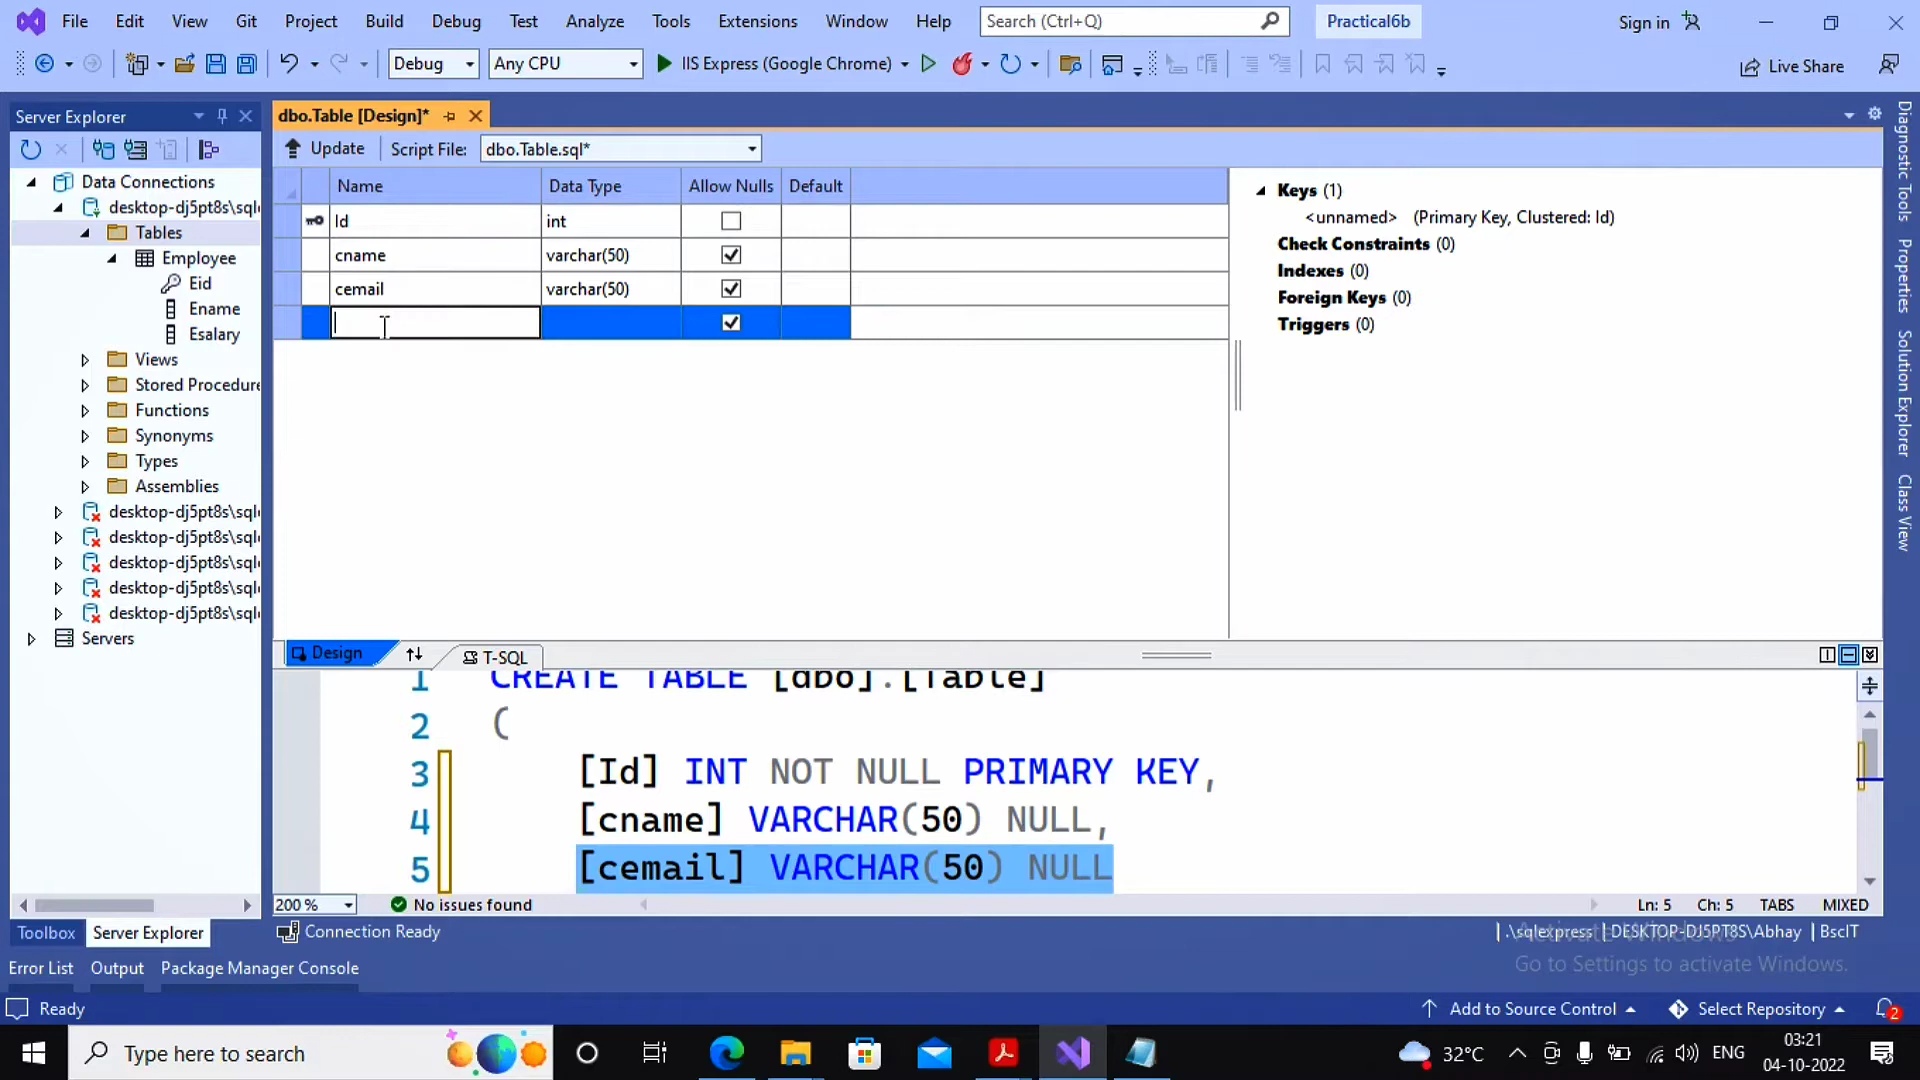 File Edit View Git Project Build Debug Test Analyze Tools Extensions Window Help Search (Ctrl+Q) Practical6b Sign in
Debug Any CPU IIS Express (Google Chrome) Live Share
Server Explorer
dbo.Table [Design]*
Update Script File: dbo.Table.sql*
Data Connections
desktop-dj5pt8s\sql
Tables
Employee
Eid
Ename
Esalary
Views
Stored Procedure
Functions
Synonyms
Types
Assemblies
desktop-dj5pt8s\sql
desktop-dj5pt8s\sql
desktop-dj5pt8s\sql
desktop-dj5pt8s\sql
desktop-dj5pt8s\sql
Servers
Name Data Type Allow Nulls Default
Id int
cname varchar(50)
cemail varchar(50)
Keys (1)
<unnamed> (Primary Key, Clustered: Id)
Check Constraints (0)
Indexes (0)
Foreign Keys (0)
Triggers (0)
Diagnostic Tools
Properties
Solution Explorer
Class View
Design T-SQL
1 CREATE TABLE [dbo].[Table]
2 (
3 [Id] INT NOT NULL PRIMARY KEY,
4 [cname] VARCHAR(50) NULL,
5 [cemail] VARCHAR(50) NULL
200 % No issues found Ln: 5 Ch: 5 TABS MIXED
Toolbox Server Explorer Connection Ready .\sqlexpress DESKTOP-DJ5PT8S\Abhay BscIT
Activate Windows
Go to Settings to activate Windows.
Error List Output Package Manager Console
Ready Add to Source Control Select Repository 2
Type here to search 32°C ENG 03:21
04-10-2022